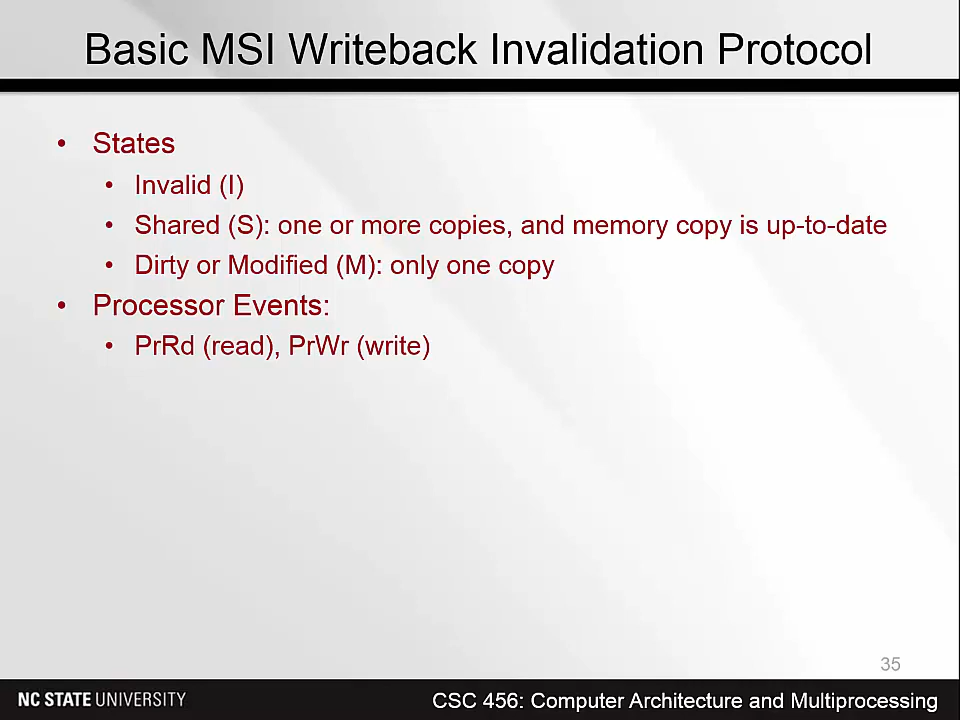 Basic MSI Writeback Invalidation Protocol
• States
• Invalid (I)
• Shared (S): one or more copies, and memory copy is up-to-date
• Dirty or Modified (M): only one copy
• Processor Events:
• PrRd (read), PrWr (write)
35
NC STATE UNIVERSITY
CSC 456: Computer Architecture and Multiprocessing